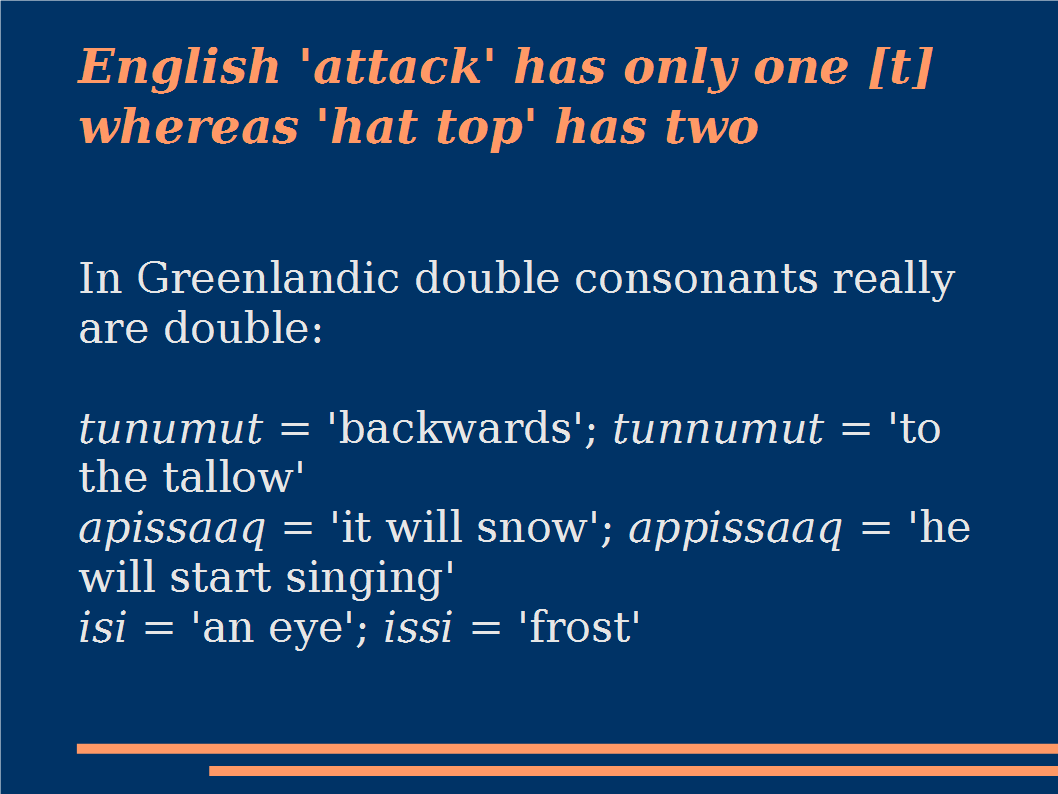 English 'attack' has only one [t]
whereas 'hat top' has two
In Greenlandic double consonants really
are double:
tunumut = 'backwards'; tunnumut = 'to
the tallow'
apissaaq = 'it will snow'; appissaaq = 'he
will start singing'
isi = 'an eye'; issi = 'frost'